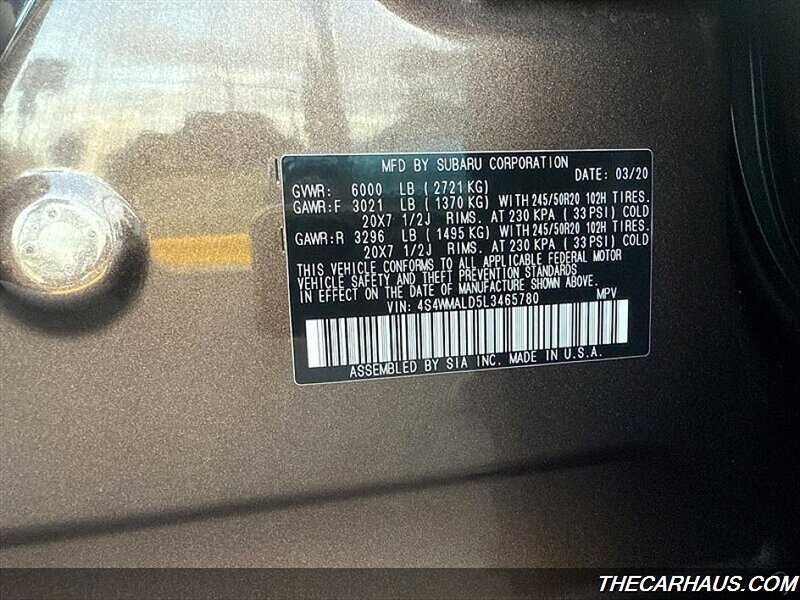 MFD BY SUBARU CORPORATION
DATE: 03/20
GVWR: 6000 LB ( 2721 KG)
GAWR:F 3021 LB ( 1370 KG) WITH 245/50R20 102H TIRES.
20X7 1/2J RIMS. AT 230 KPA ( 33 PSI) COLD
GAWR:R 3296 LB ( 1495 KG) WITH 245/50R20 102H TIRES.
20X7 1/2J RIMS. AT 230 KPA ( 33 PSI) COLD
THIS VEHICLE CONFORMS TO ALL APPLICABLE FEDERAL MOTOR
VEHICLE SAFETY AND THEFT PREVENTION STANDARDS
IN EFFECT ON THE DATE OF MANUFACTURE SHOWN ABOVE.
VIN: 4S4WMALD5L3465780 MPV
ASSEMBLED BY SIA INC. MADE IN U.S.A.
THECARHAUS.COM